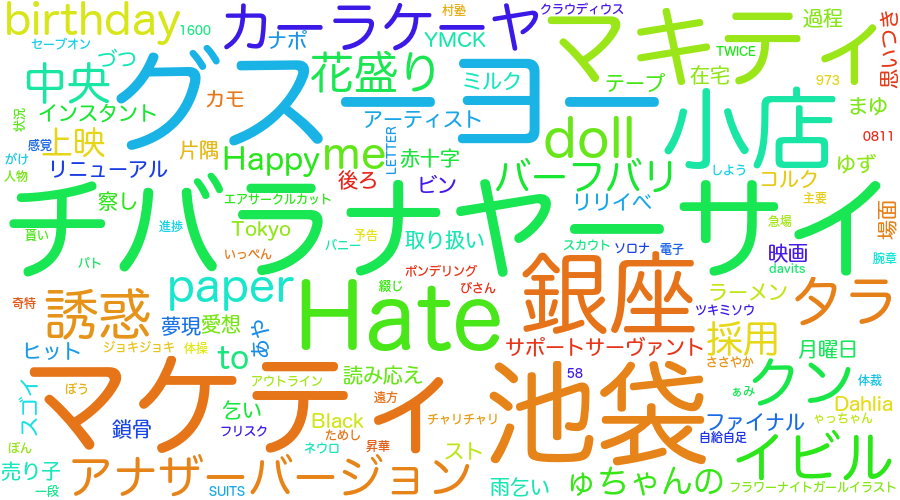 birthday
カーラケーヤ
マキティ
過程
思いつき
村塾
クラウディウス
1600
セーブオン
づつ
ナポ
YMCK
TWICE
中央
グスーヨー
花盛り
ミルク
テープ
在宅
973
まゆ
小店
状況
インスタント
カモ
アーティスト
doll
0811
感覚
上映
片隅
Happy
me
LETTER
赤十字
バーフバリ
ゆず
がけ
人物
リニューアル
後ろ
ビン
しよう
コルク
チバラナヤーサイ
察し
エアサークルカット
リリイベ
主要
場面
進捗
Tokyo
貰い
いっぺん
バニー
予告
取り扱い
スカウト
ソロナ
電子
急場
映画
腕章
バト
davits
奇特
誘惑
paper
Hate
ポンデリング
綴じ
びさん
銀座
ラーメン
タラ
夢現
愛想
あや
ツキミソウ
ヒット
ジョキジョキ
体操
to
サポートサーヴァント
採用
月曜日
ささやか
マケティ
池袋
スゴイ
ぼう
アウトライン
読み応え
遠方
58
クン
体裁
ぁみ
鎖骨
乞い
Black
チャリチャリ
ファイナル
Dahlia
フリスク
ためし
自給自足
ゃっちゃん
ぽん
売り子
アナザーバージョン
ネウロ
昇華
スト
イビル
一段
SUITS
雨乞い
ゅちゃんの
フラワーナイトガールイラスト